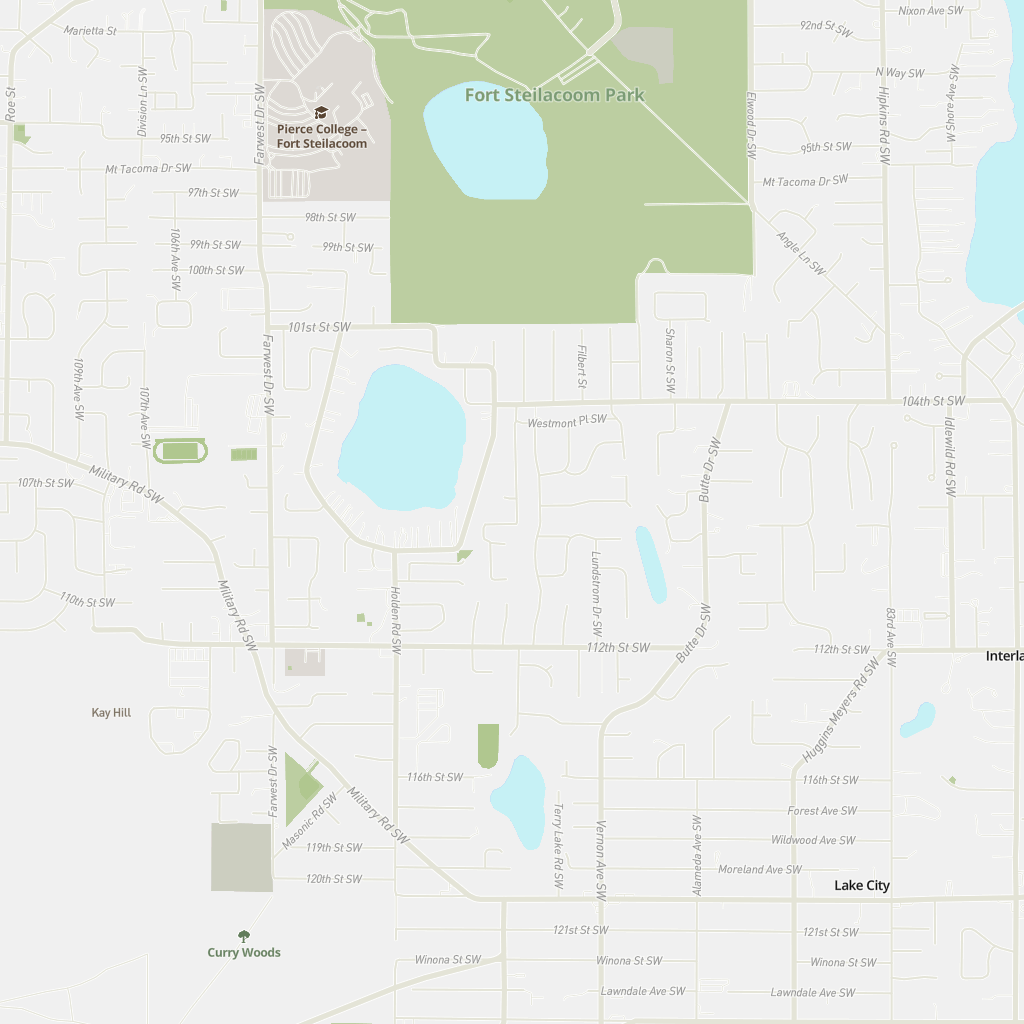 Marietta St
Nixon Ave SW
92nd St SW
Roe St
Division Ln SW
N Way SW
W Shore Ave SW
Fort Steilacoom Park
Farwest Dr SW
Pierce College –
Fort Steilacoom
Elwood Dr SW
Hipkins Rd SW
95th St SW
95th St SW
Mt Tacoma Dr SW
Mt Tacoma Dr SW
97th St SW
98th St SW
99th St SW
99th St SW
106th Ave SW
Angle Ln SW
100th St SW
101st St SW
Farwest Dr SW
109th Ave SW
107th Ave SW
Filbert St
Sharon St SW
104th St SW
Westmont Pl SW
Idlewild Rd SW
Butte Dr SW
Military Rd SW
107th St SW
110th St SW
Military Rd SW
Holden Rd SW
Lundstrom Dr SW
Butte Dr SW
83rd Ave SW
112th St SW
112th St SW
Interla
Kay Hill
Huggins Meyers Rd SW
Farwest Dr SW
116th St SW
116th St SW
Military Rd SW
Masonic Rd SW
Terry Lake Rd SW
Vernon Ave SW
Alameda Ave SW
Forest Ave SW
Wildwood Ave SW
119th St SW
Moreland Ave SW
120th St SW
Lake City
121st St SW
121st St SW
Curry Woods
Winona St SW
Winona St SW
Winona St SW
Lawndale Ave SW
Lawndale Ave SW